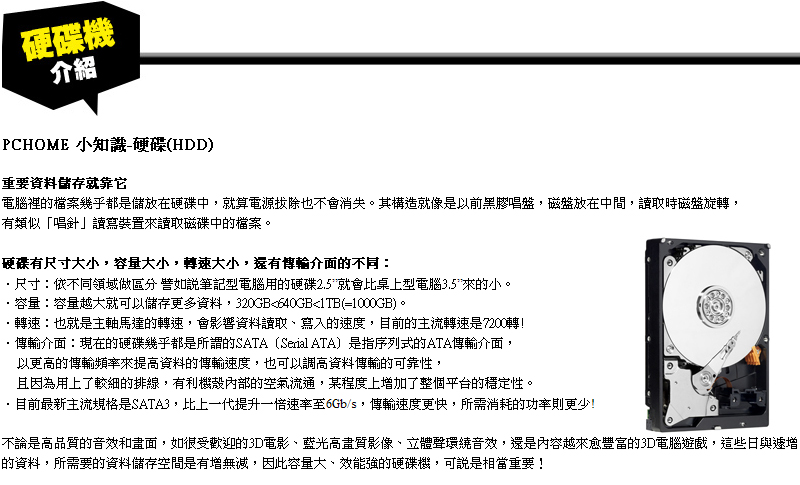 硬碟機
介紹
PCHOME 小知識-硬碟(HDD)
重要資料儲存就靠它
電腦裡的檔案幾乎都是儲放在硬碟中，就算電源拔除也不會消失。其構造就像是以前黑膠唱盤，磁盤放在中間，讀取時磁盤旋轉，
有類似「唱針」讀寫裝置來讀取磁碟中的檔案。
硬碟有尺寸大小，容量大小，轉速大小，還有傳輸介面的不同：
．尺寸：依不同領域做區分 譬如說筆記型電腦用的硬碟2.5”就會比桌上型電腦3.5”來的小。
．容量：容量越大就可以儲存更多資料，320GB<640GB<1TB(=1000GB)。
．轉速：也就是主軸馬達的轉速，會影響資料讀取、寫入的速度，目前的主流轉速是7200轉!
．傳輸介面：現在的硬碟幾乎都是所謂的SATA〔Serial ATA〕是指序列式的ATA傳輸介面，
以更高的傳輸頻率來提高資料的傳輸速度，也可以調高資料傳輸的可靠性，
且因為用上了較細的排線，有利機殼內部的空氣流通，某程度上增加了整個平台的穩定性。
．目前最新主流規格是SATA3，比上一代提升一倍速率至6Gb/s，傳輸速度更快，所需消耗的功率則更少!
不論是高品質的音效和畫面，如很受歡迎的3D電影、藍光高畫質影像、立體聲環繞音效，還是內容越來愈豐富的3D電腦遊戲，這些日與遽增
的資料，所需要的資料儲存空間是有增無減，因此容量大、效能強的硬碟機，可說是相當重要！